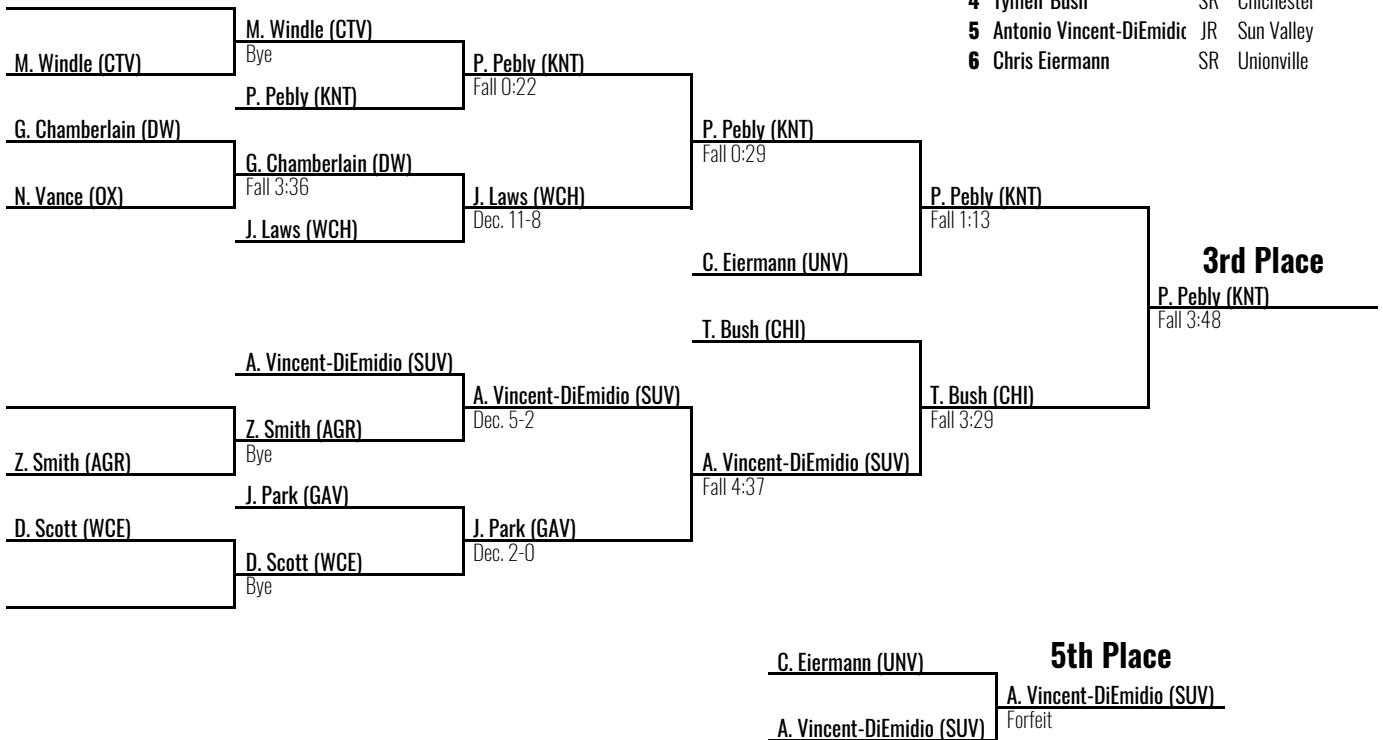 4 Tymeir Bush SR Chichester
5 Antonio Vincent-DiEmidic JR Sun Valley
6 Chris Eiermann SR Unionville
M. Windle (CTV)
M. Windle (CTV)
Bye
P. Pebly (KNT)
P. Pebly (KNT)
Fall 0:22
G. Chamberlain (DW)
N. Vance (OX)
G. Chamberlain (DW)
Fall 3:36
J. Laws (WCH)
J. Laws (WCH)
Dec. 11-8
P. Pebly (KNT)
Fall 0:29
C. Eiermann (UNV)
P. Pebly (KNT)
Fall 1:13
3rd Place
P. Pebly (KNT)
Fall 3:48
T. Bush (CHI)
T. Bush (CHI)
Fall 3:29
A. Vincent-DiEmidio (SUV)
Z. Smith (AGR)
Z. Smith (AGR)
Bye
A. Vincent-DiEmidio (SUV)
Dec. 5-2
A. Vincent-DiEmidio (SUV)
Fall 4:37
J. Park (GAV)
D. Scott (WCE)
D. Scott (WCE)
Bye
J. Park (GAV)
Dec. 2-0
5th Place
C. Eiermann (UNV)
A. Vincent-DiEmidio (SUV)
A. Vincent-DiEmidio (SUV)
Forfeit